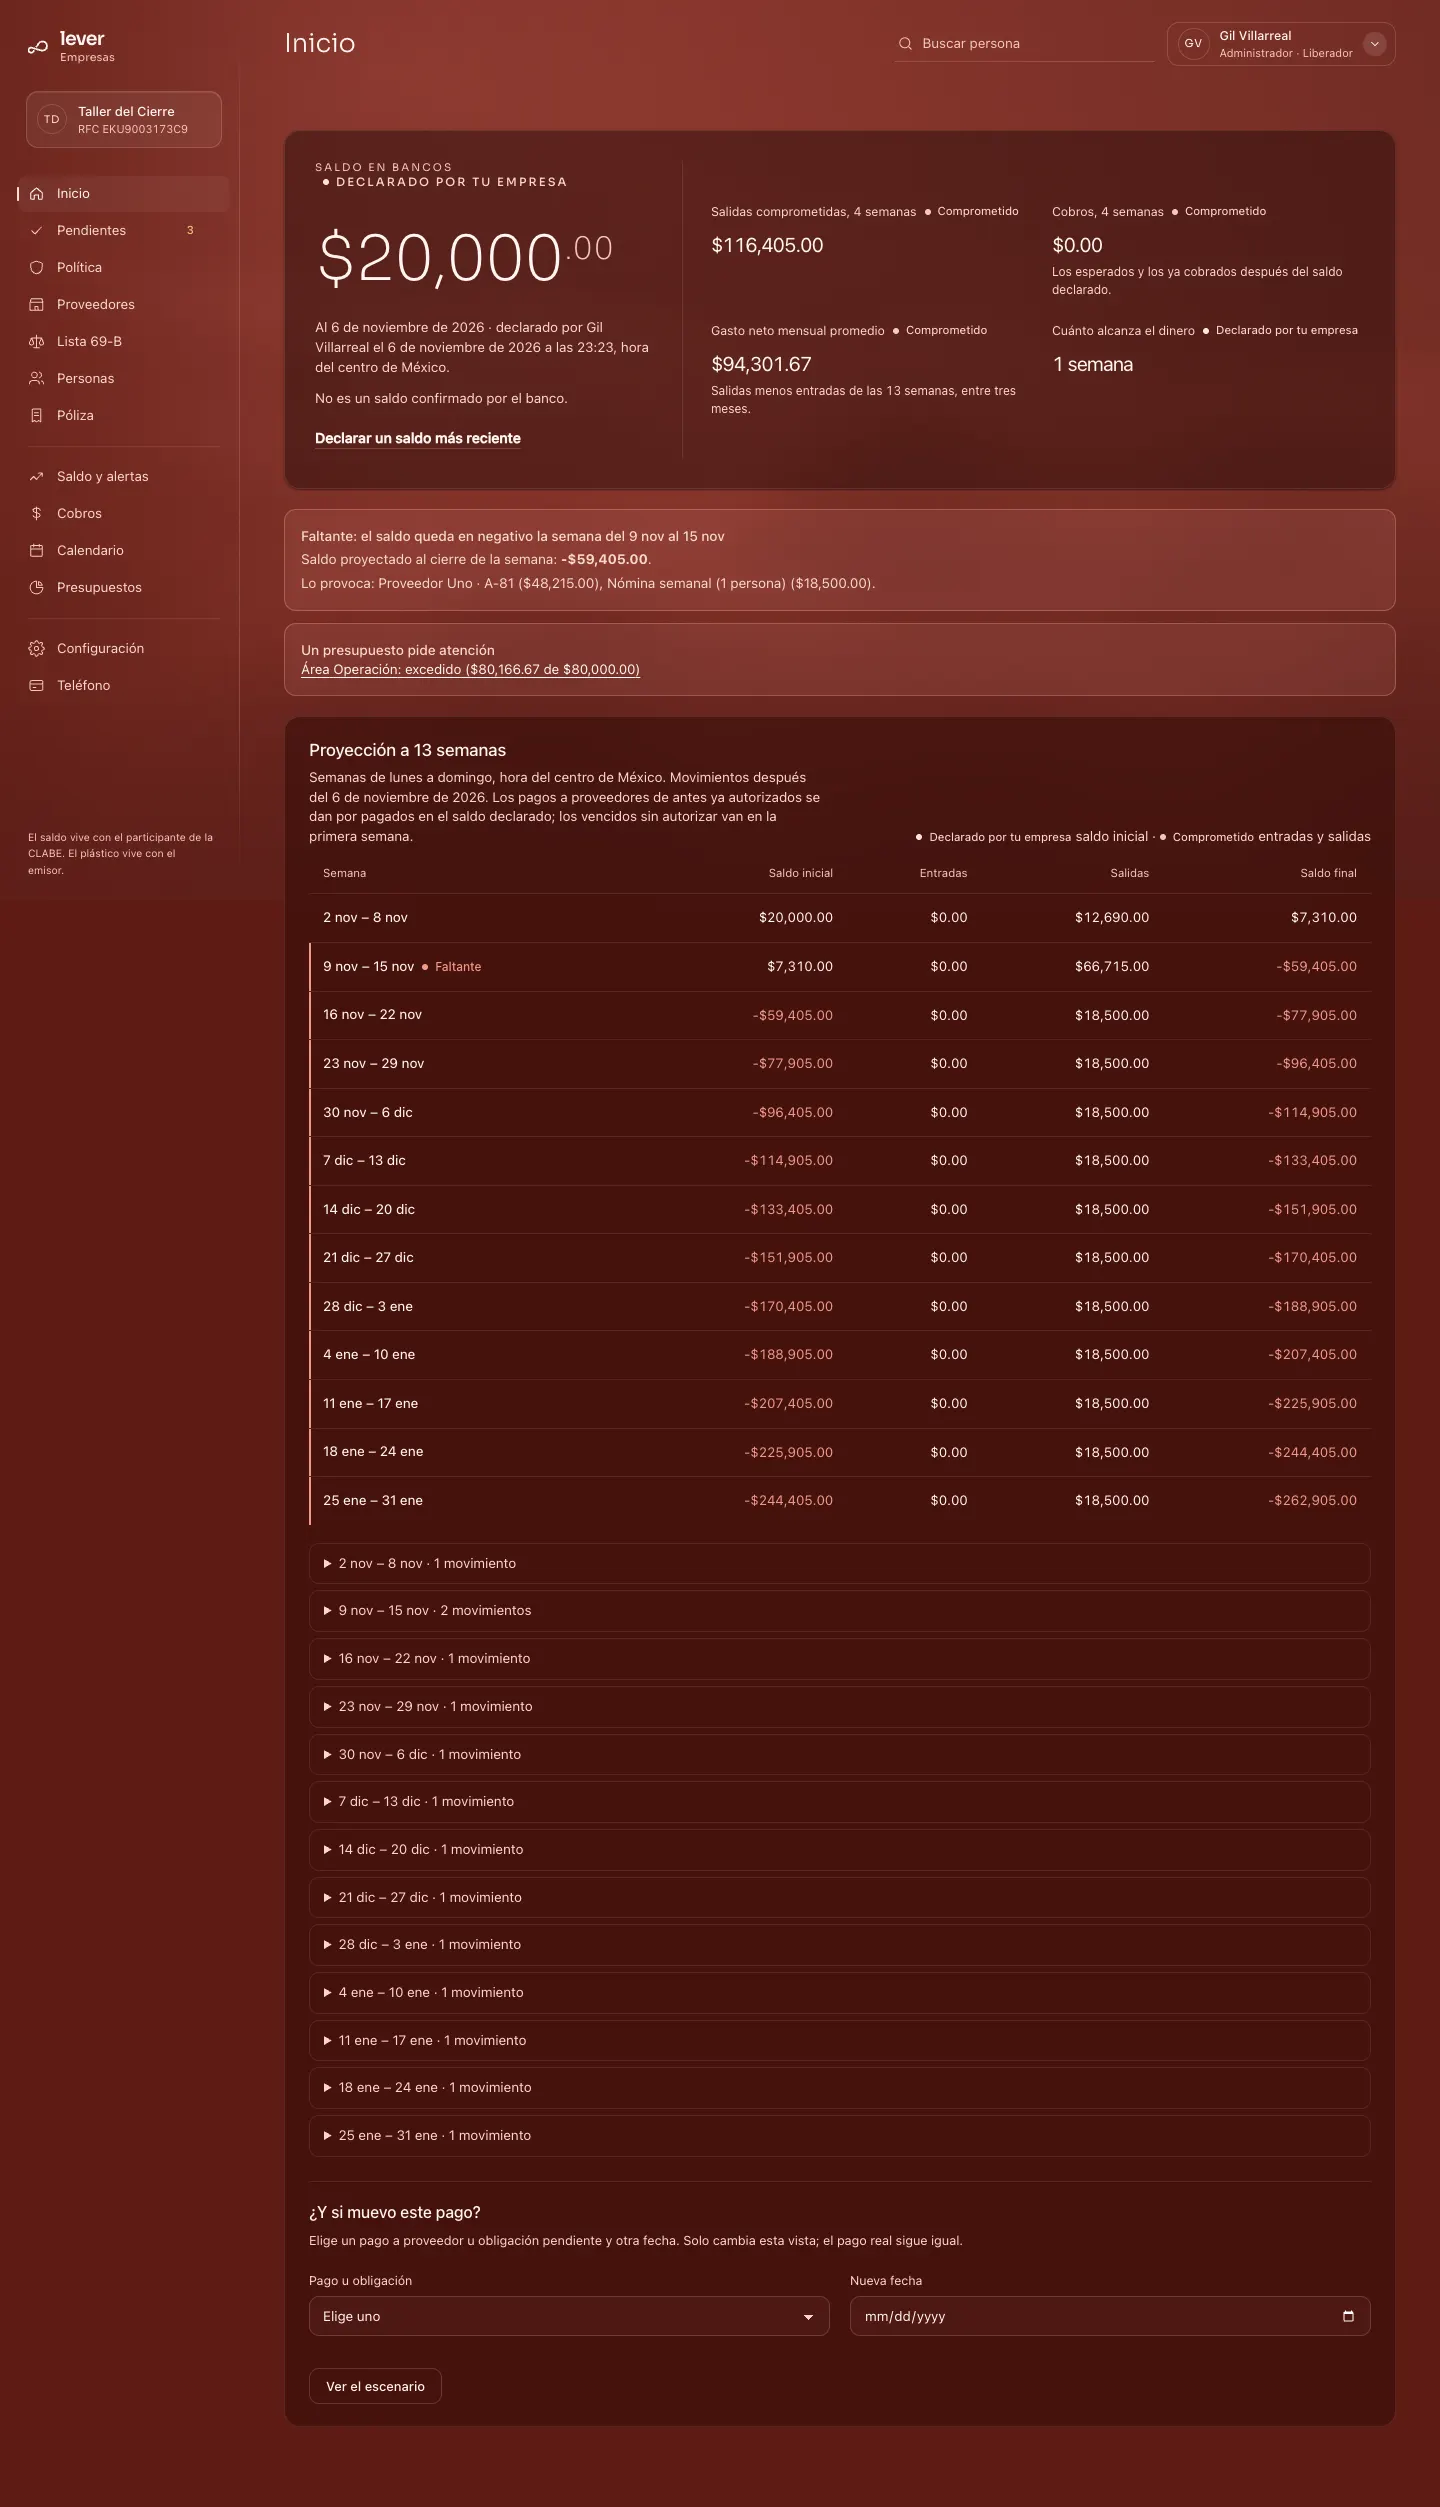 lever
Empresas
TD
Taller del Cierre
RFC EKU9003173C9
Inicio
Pendientes 3
Política
Proveedores
Lista 69-B
Personas
Póliza
Saldo y alertas
Cobros
Calendario
Presupuestos
Configuración
Teléfono
El saldo vive con el participante de la
CLABE. El plástico vive con el
emisor.
Inicio
Buscar persona
GV
Gil Villarreal
Administrador · Liberador
SALDO EN BANCOS
● DECLARADO POR TU EMPRESA
$20,000.00
Al 6 de noviembre de 2026 · declarado por Gil
Villarreal el 6 de noviembre de 2026 a las 23:23, hora
del centro de México.
No es un saldo confirmado por el banco.
Declarar un saldo más reciente
Salidas comprometidas, 4 semanas ● Comprometido
$116,405.00
Cobros, 4 semanas ● Comprometido
$0.00
Los esperados y los ya cobrados después del saldo
declarado.
Gasto neto mensual promedio ● Comprometido
$94,301.67
Salidas menos entradas de las 13 semanas, entre tres
meses.
Cuánto alcanza el dinero ● Declarado por tu empresa
1 semana
Faltante: el saldo queda en negativo la semana del 9 nov al 15 nov
Saldo proyectado al cierre de la semana: -$59,405.00.
Lo provoca: Proveedor Uno · A-81 ($48,215.00), Nómina semanal (1 persona) ($18,500.00).
Un presupuesto pide atención
Área Operación: excedido ($80,166.67 de $80,000.00)
Proyección a 13 semanas
Semanas de lunes a domingo, hora del centro de México. Movimientos después
del 6 de noviembre de 2026. Los pagos a proveedores de antes ya autorizados se
dan por pagados en el saldo declarado; los vencidos sin autorizar van en la
primera semana.
● Declarado por tu empresa saldo inicial · ● Comprometido entradas y salidas
Semana Saldo inicial Entradas Salidas Saldo final
2 nov – 8 nov $20,000.00 $0.00 $12,690.00 $7,310.00
9 nov – 15 nov ● Faltante $7,310.00 $0.00 $66,715.00 -$59,405.00
16 nov – 22 nov -$59,405.00 $0.00 $18,500.00 -$77,905.00
23 nov – 29 nov -$77,905.00 $0.00 $18,500.00 -$96,405.00
30 nov – 6 dic -$96,405.00 $0.00 $18,500.00 -$114,905.00
7 dic – 13 dic -$114,905.00 $0.00 $18,500.00 -$133,405.00
14 dic – 20 dic -$133,405.00 $0.00 $18,500.00 -$151,905.00
21 dic – 27 dic -$151,905.00 $0.00 $18,500.00 -$170,405.00
28 dic – 3 ene -$170,405.00 $0.00 $18,500.00 -$188,905.00
4 ene – 10 ene -$188,905.00 $0.00 $18,500.00 -$207,405.00
11 ene – 17 ene -$207,405.00 $0.00 $18,500.00 -$225,905.00
18 ene – 24 ene -$225,905.00 $0.00 $18,500.00 -$244,405.00
25 ene – 31 ene -$244,405.00 $0.00 $18,500.00 -$262,905.00
▶ 2 nov – 8 nov · 1 movimiento
▶ 9 nov – 15 nov · 2 movimientos
▶ 16 nov – 22 nov · 1 movimiento
▶ 23 nov – 29 nov · 1 movimiento
▶ 30 nov – 6 dic · 1 movimiento
▶ 7 dic – 13 dic · 1 movimiento
▶ 14 dic – 20 dic · 1 movimiento
▶ 21 dic – 27 dic · 1 movimiento
▶ 28 dic – 3 ene · 1 movimiento
▶ 4 ene – 10 ene · 1 movimiento
▶ 11 ene – 17 ene · 1 movimiento
▶ 18 ene – 24 ene · 1 movimiento
▶ 25 ene – 31 ene · 1 movimiento
¿Y si muevo este pago?
Elige un pago a proveedor u obligación pendiente y otra fecha. Solo cambia esta vista; el pago real sigue igual.
Pago u obligación
Elige uno
Nueva fecha
mm/dd/yyyy
Ver el escenario